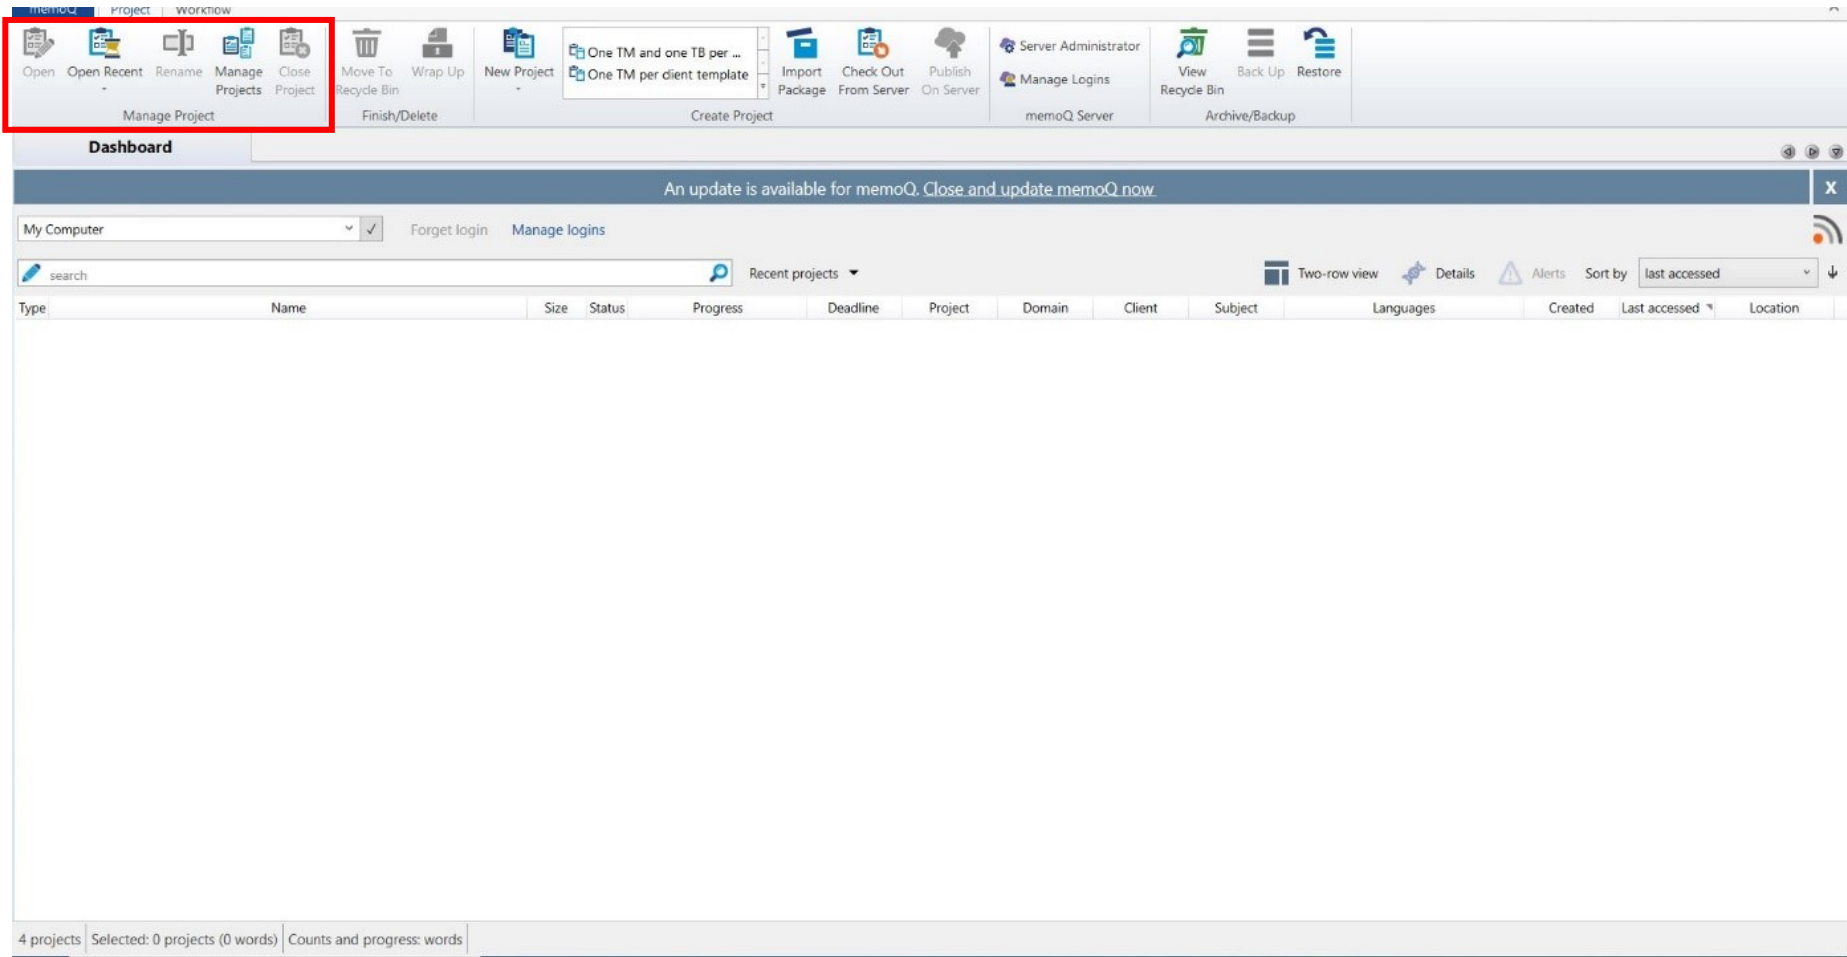 memoQ Project Workflow
Open Open Recent Rename Manage Projects Close Project
Manage Project
Move To Recycle Bin Wrap Up
Finish/Delete
New Project
One TM and one TB per ...
One TM per client template
Import Package Check Out From Server Publish On Server
Create Project
Server Administrator
Manage Logins
memoQ Server
View Recycle Bin Back Up Restore
Archive/Backup
Dashboard
An update is available for memoQ. Close and update memoQ now X
My Computer Forget login Manage logins
search Recent projects Two-row view Details Alerts Sort by last accessed
Type Name Size Status Progress Deadline Project Domain Client Subject Languages Created Last accessed Location
4 projects Selected: 0 projects (0 words) Counts and progress: words